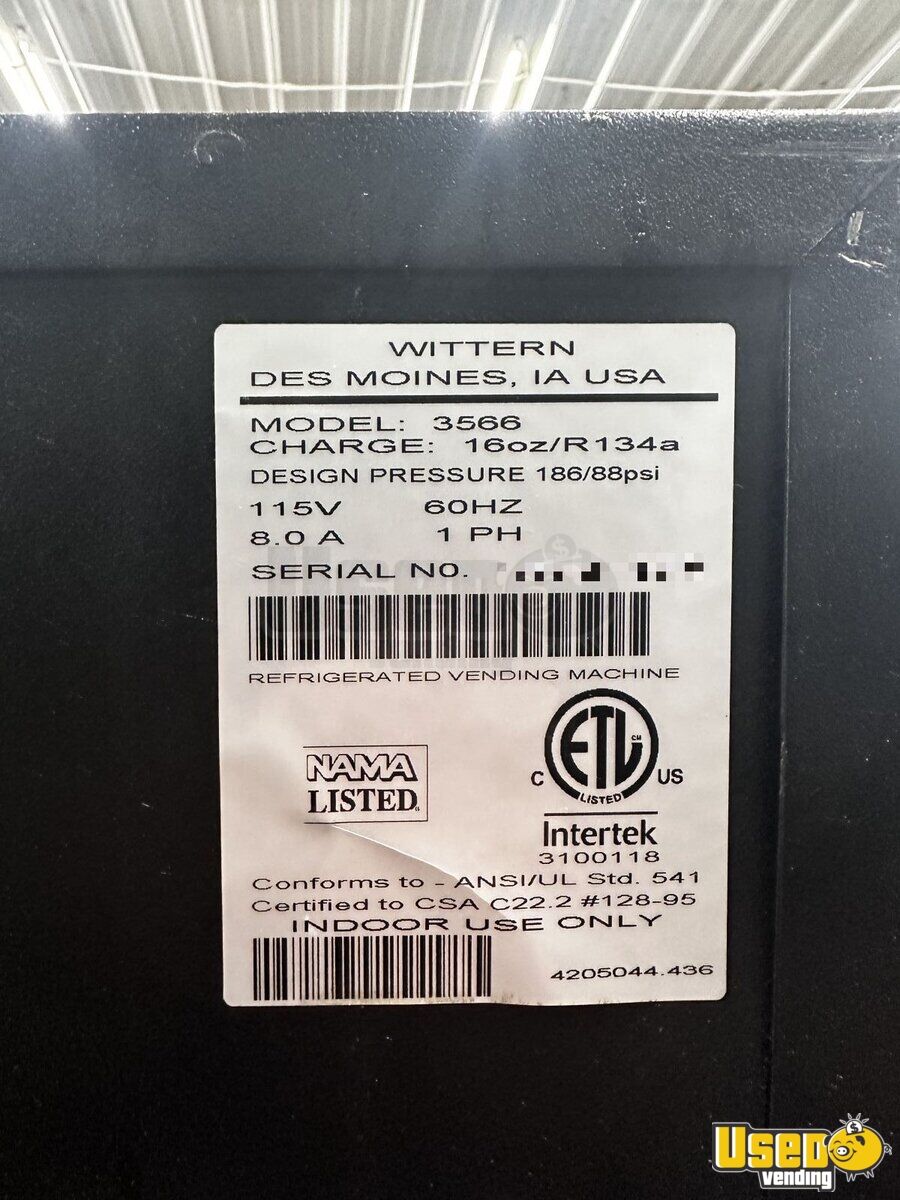 WITTERN
DES MOINES, IA USA
MODEL: 3566
CHARGE: 16oz/R134a
DESIGN PRESSURE 186/88psi
115V 60HZ
8.0 A 1 PH
SERIAL NO.
REFRIGERATED VENDING MACHINE
NAMA
LISTED
ETL
CM
C US
LISTED
Intertek
3100118
Conforms to - ANSI/UL Std. 541
Certified to CSA C22.2 #128-95
INDOOR USE ONLY
4205044.436
USED
vending